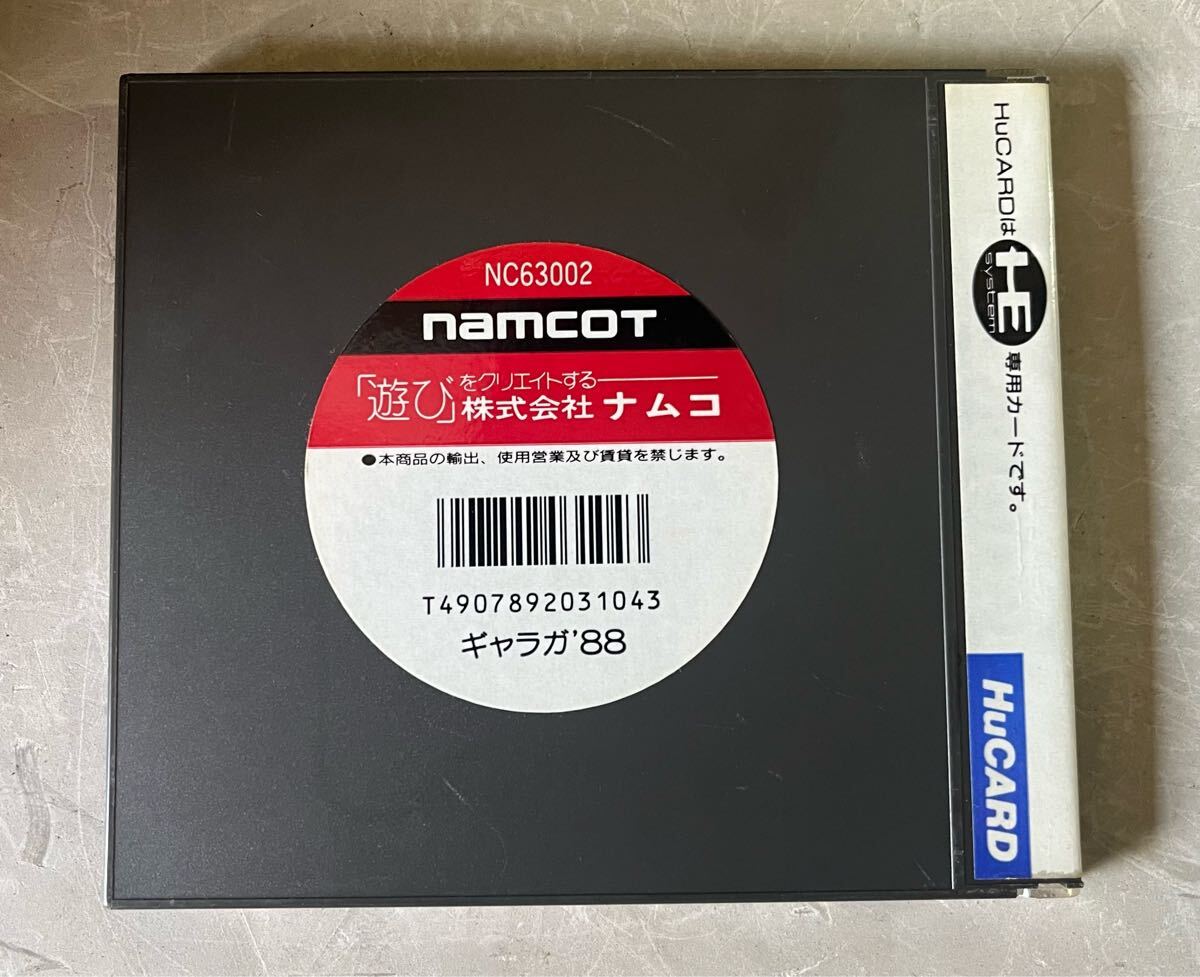 NC63002
namcoT
「遊び」をクリエイトする
株式会社ナムコ
●本商品の輸出、使用営業及び賃貸を禁じます。
T4907892031043
ギャラガ'88
HuCARDは HE system 専用カードです。
HuCARD